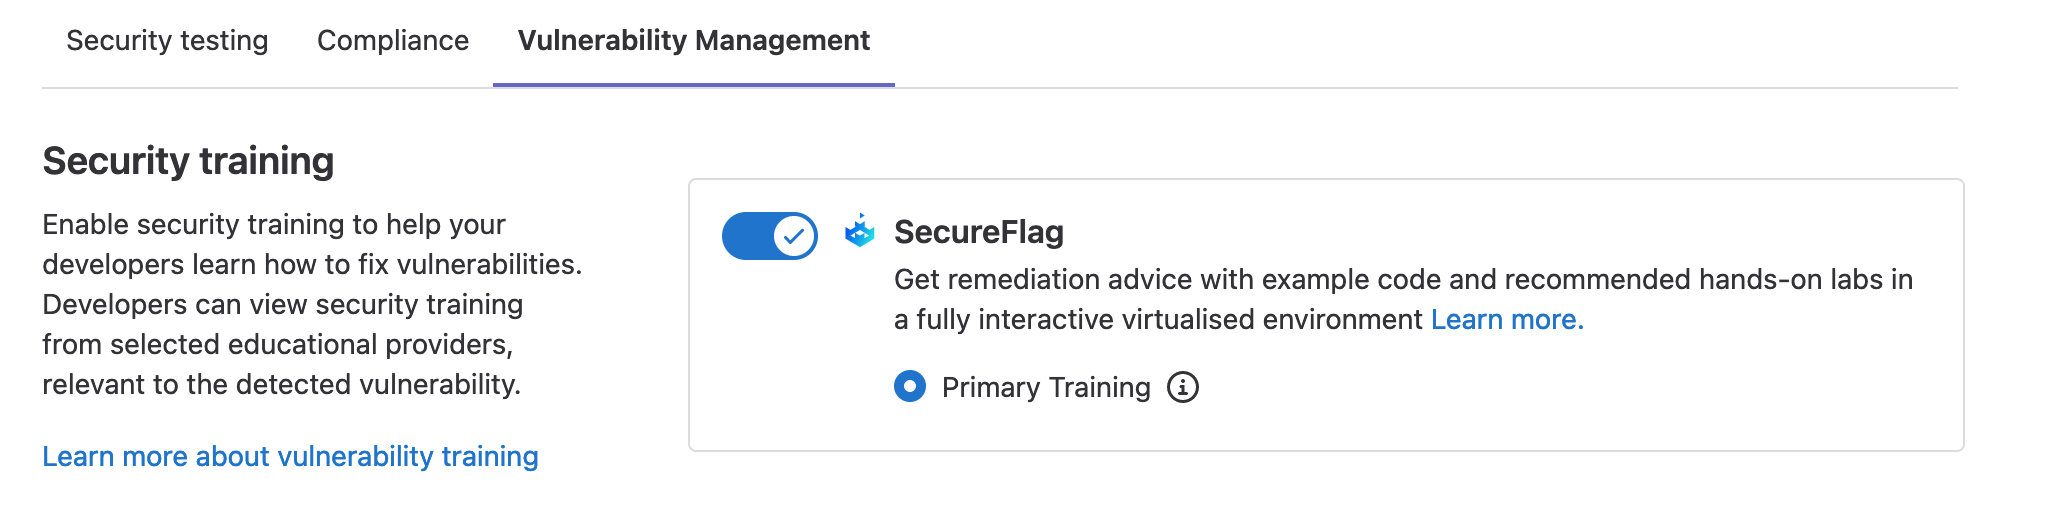 Security testing
Compliance
Vulnerability Management
Security training
Enable security training to help your
developers learn how to fix vulnerabilities.
Developers can view security training
from selected educational providers,
relevant to the detected vulnerability.
Learn more about vulnerability training
SecureFlag
Get remediation advice with example code and recommended hands-on labs in
a fully interactive virtualised environment Learn more.
Primary Training